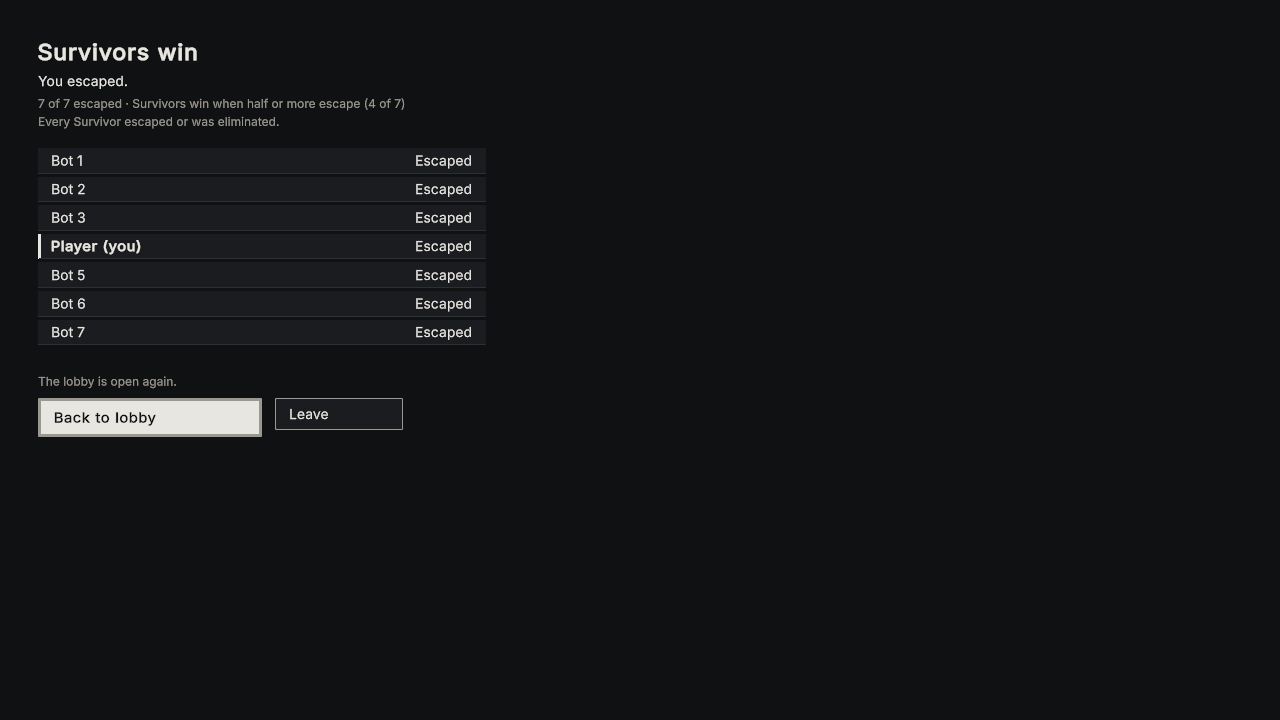 Survivors win
You escaped.
7 of 7 escaped · Survivors win when half or more escape (4 of 7)
Every Survivor escaped or was eliminated.
Bot 1 Escaped
Bot 2 Escaped
Bot 3 Escaped
Player (you) Escaped
Bot 5 Escaped
Bot 6 Escaped
Bot 7 Escaped
The lobby is open again.
Back to lobby Leave